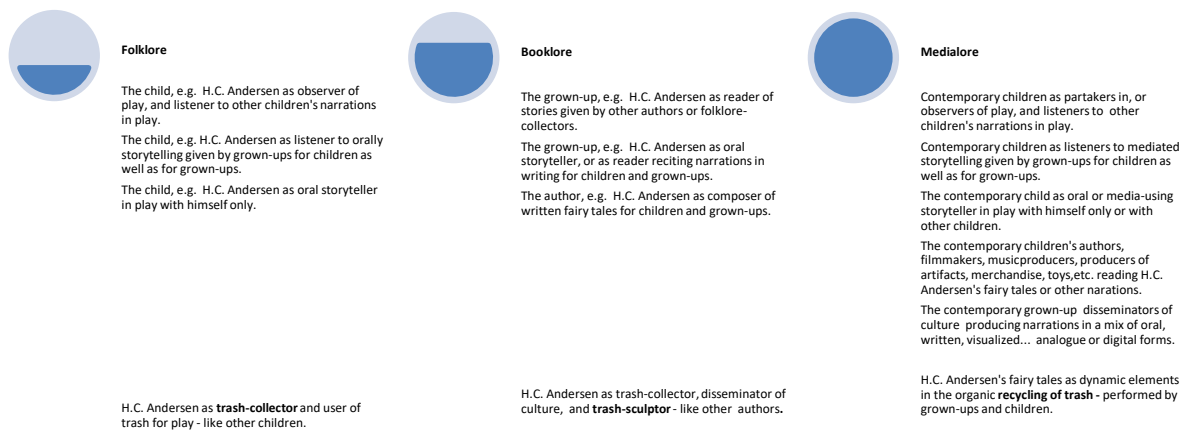 Folklore
The child, e.g. H.C. Andersen as observer of
play, and listener to other children's narrations
in play.
The child, e.g. H.C. Andersen as listener to orally
storytelling given by grown-ups for children as
well as for grown-ups.
The child, e.g. H.C. Andersen as oral storyteller
in play with himself only.
H.C. Andersen as trash-collector and user of
trash for play - like other children.
Booklore
The grown-up, e.g. H.C. Andersen as reader of
stories given by other authors or folklore-
collectors.
The grown-up, e.g. H.C. Andersen as oral
storyteller, or as reader reciting narrations in
writing for children and grown-ups.
The author, e.g. H.C. Andersen as composer of
written fairy tales for children and grown-ups.
H.C. Andersen as trash-collector, disseminator of
culture, and trash-sculptor - like other authors.
Medialore
Contemporary children as partakers in, or
observers of play, and listeners to other
children's narrations in play.
Contemporary children as listeners to mediated
storytelling given by grown-ups for children as
well as for grown-ups.
The contemporary child as oral or media-using
storyteller in play with himself only or with
other children.
The contemporary children's authors,
filmmakers, musicproducers, producers of
artifacts, merchandise, toys,etc. reading H.C.
Andersen's fairy tales or other narations.
The contemporary grown-up disseminators of
culture producing narrations in a mix of oral,
written, visualized... analogue or digital forms.
H.C. Andersen's fairy tales as dynamic elements
in the organic recycling of trash - performed by
grown-ups and children.